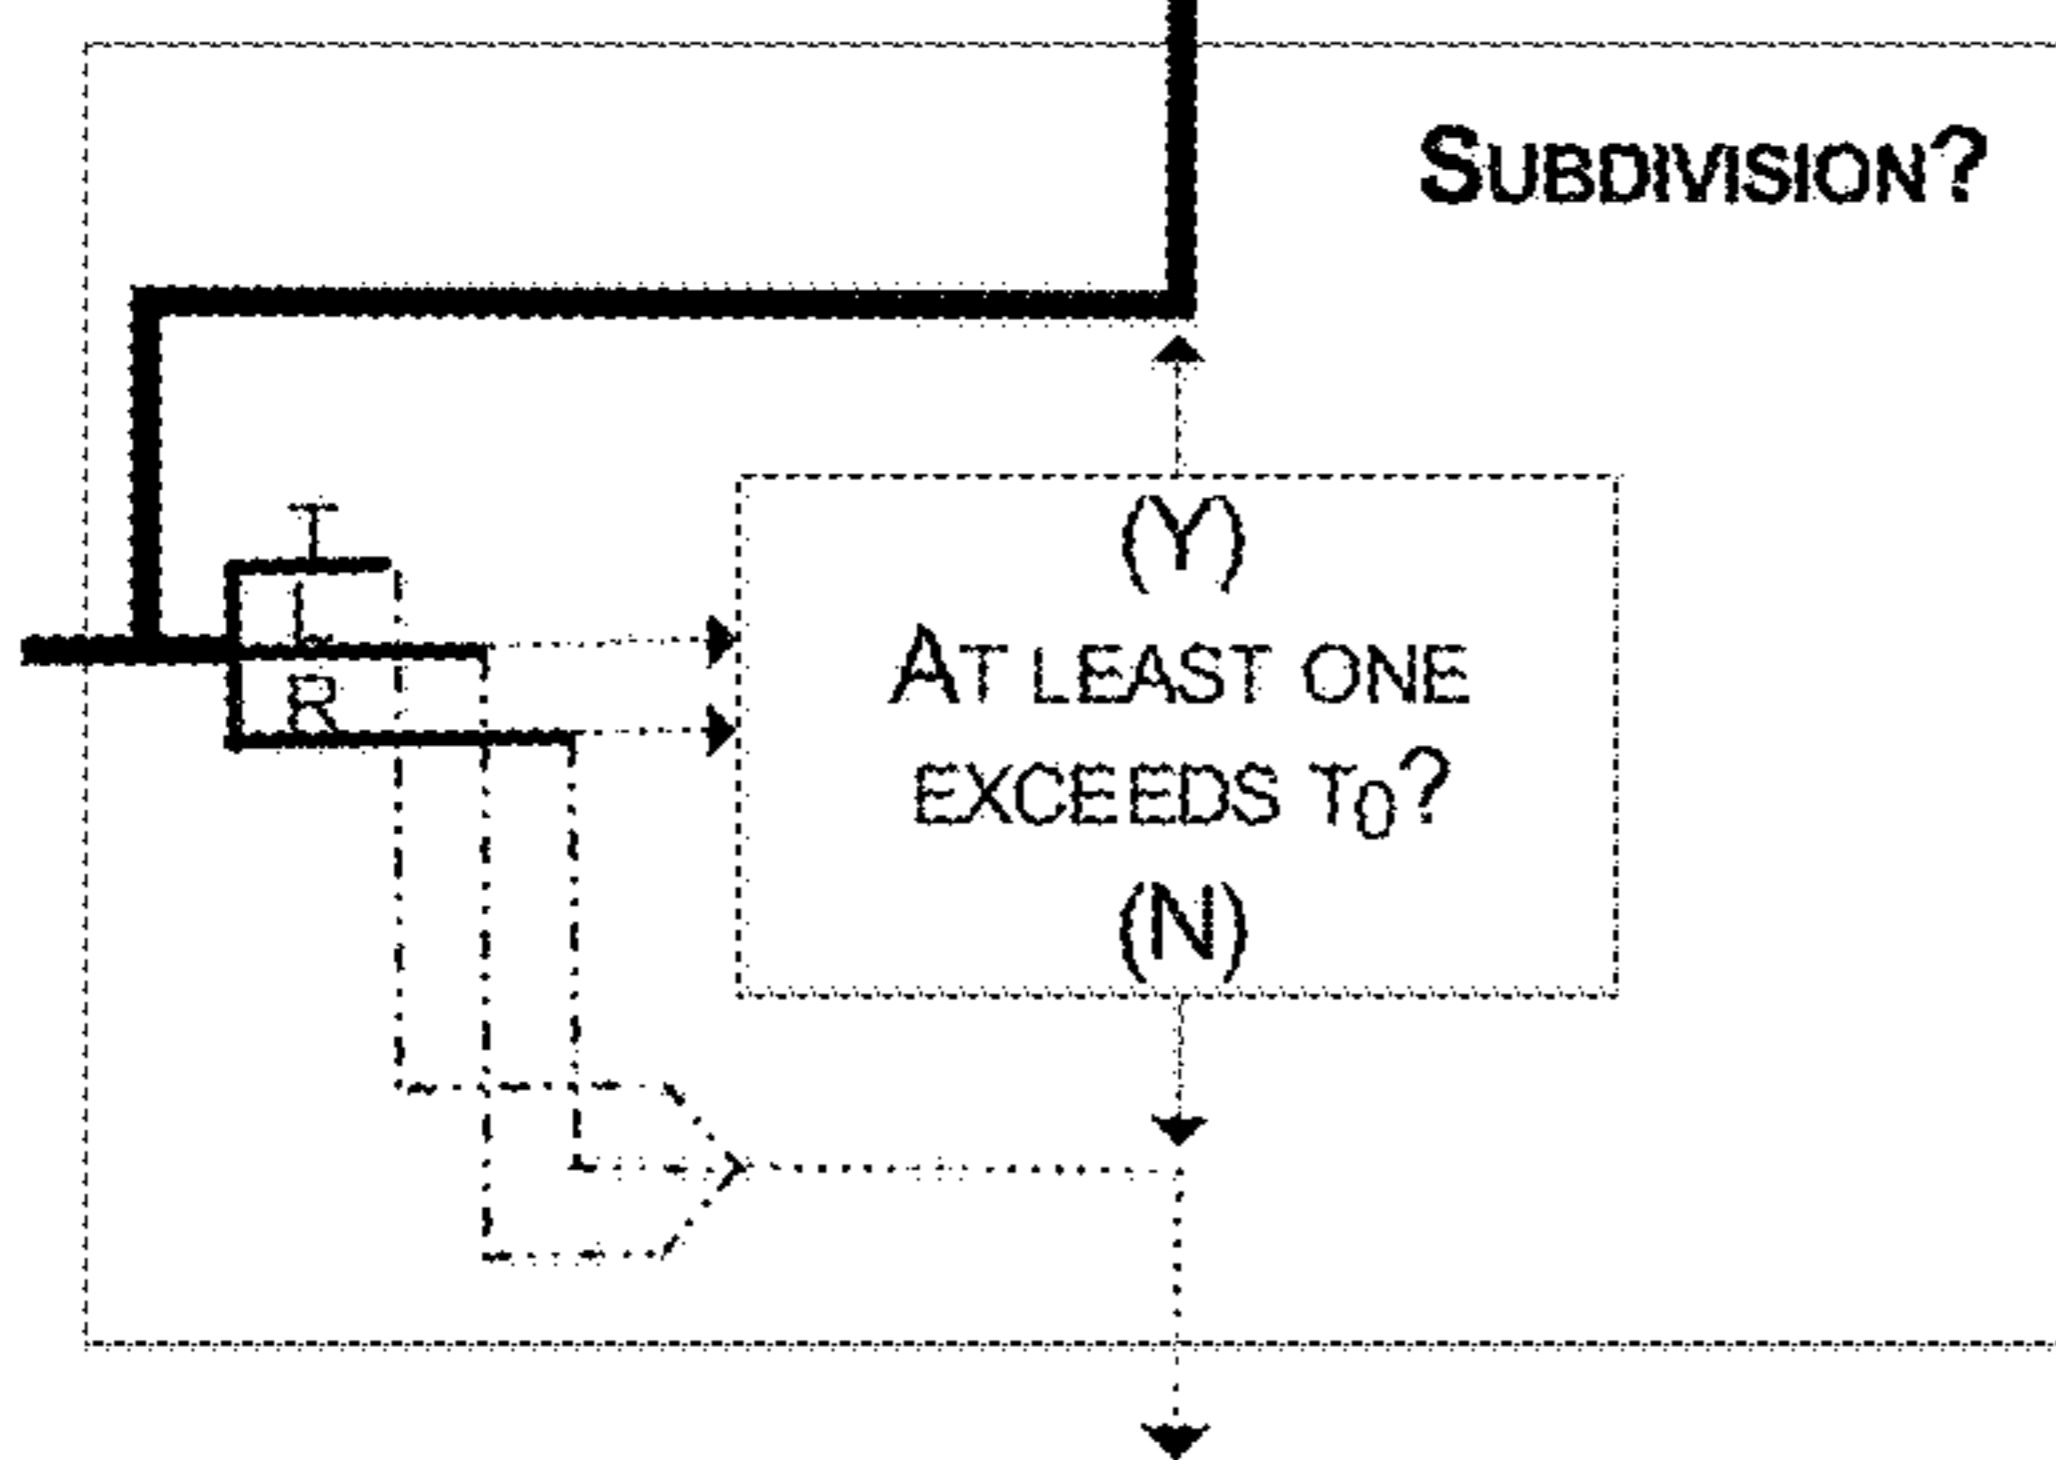 SUBDIVISION?
(Y)
T
L
AT LEAST ONE
R
EXCEEDS T0?
(N)